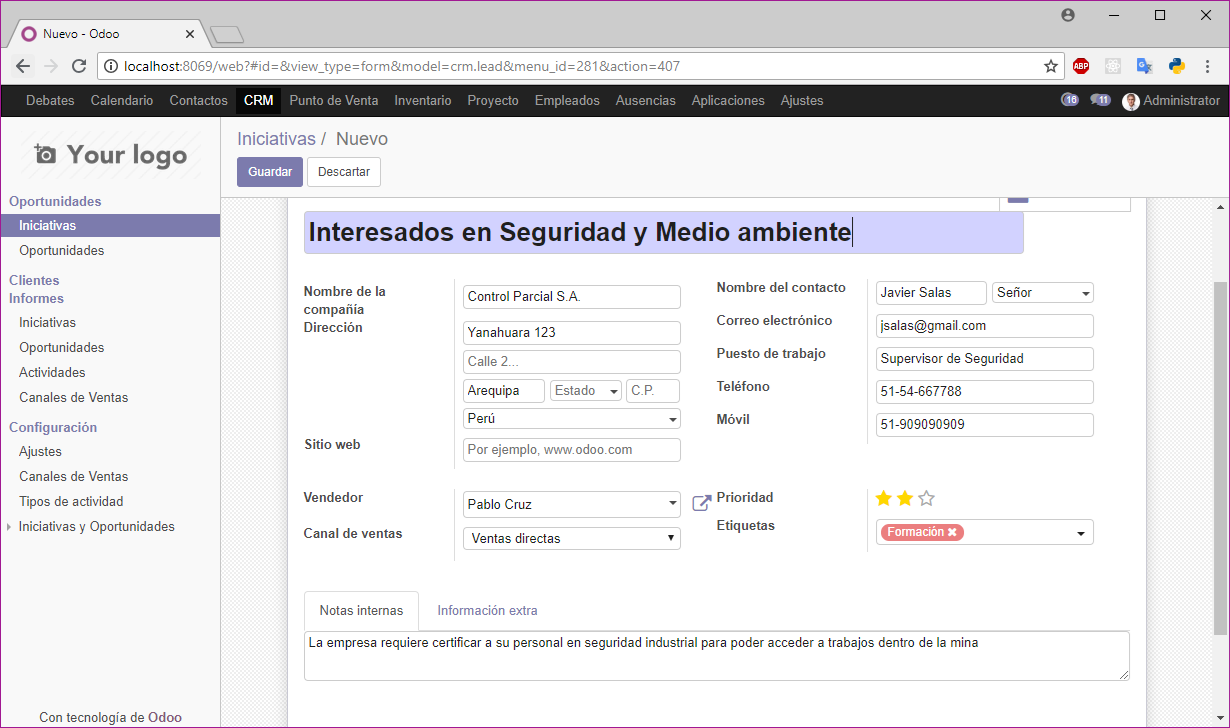 Nuevo - Odoo
localhost:8069/web?#id=&view_type=form&model=crm.lead&menu_id=281&action=407
ABP
Debates Calendario Contactos CRM Punto de Venta Inventario Proyecto Empleados Ausencias Aplicaciones Ajustes 16 11 Administrator
Your logo
Iniciativas / Nuevo
Guardar Descartar
Oportunidades
Iniciativas
Oportunidades
Clientes
Informes
Iniciativas
Oportunidades
Actividades
Canales de Ventas
Configuración
Ajustes
Canales de Ventas
Tipos de actividad
Iniciativas y Oportunidades
Con tecnología de Odoo
Interesados en Seguridad y Medio ambiente
Nombre de la
compañía
Control Parcial S.A.
Dirección
Yanahuara 123
Calle 2...
Arequipa Estado C.P.
Perú
Sitio web Por ejemplo, www.odoo.com
Nombre del contacto Javier Salas Señor
Correo electrónico jsalas@gmail.com
Puesto de trabajo Supervisor de Seguridad
Teléfono 51-54-667788
Móvil 51-909090909
Vendedor Pablo Cruz
Canal de ventas Ventas directas
Prioridad
Etiquetas Formación
Notas internas Información extra
La empresa requiere certificar a su personal en seguridad industrial para poder acceder a trabajos dentro de la mina